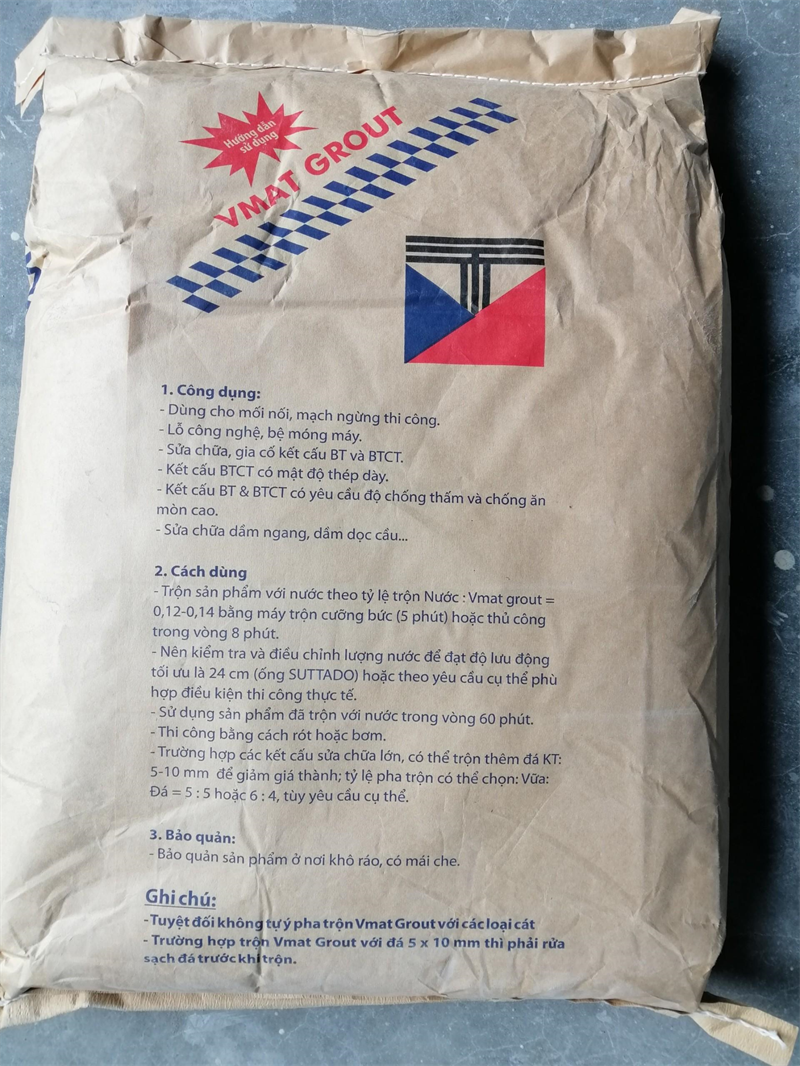 Hướng dẫn
sử dụng
VMAT GROUT
1. Công dụng:
- Dùng cho mối nối, mạch ngừng thi công.
- Lỗ công nghệ, bệ móng máy.
- Sửa chữa, gia cố kết cấu BT và BTCT.
- Kết cấu BTCT có mật độ thép dày.
- Kết cấu BT & BTCT có yêu cầu độ chống thấm và chống ăn
mòn cao.
- Sửa chữa dầm ngang, dầm dọc cầu...
2. Cách dùng
- Trộn sản phẩm với nước theo tỷ lệ trộn Nước : Vmat grout =
0,12-0,14 bằng máy trộn cưỡng bức (5 phút) hoặc thủ công
trong vòng 8 phút.
- Nên kiểm tra và điều chỉnh lượng nước để đạt độ lưu động
tối ưu là 24 cm (ống SUTTADO) hoặc theo yêu cầu cụ thể phù
hợp điều kiện thi công thực tế.
- Sử dụng sản phẩm đã trộn với nước trong vòng 60 phút.
- Thi công bằng cách rót hoặc bơm.
- Trường hợp các kết cấu sửa chữa lớn, có thể trộn thêm đá KT:
5-10 mm để giảm giá thành; tỷ lệ pha trộn có thể chọn: Vữa:
Đá = 5 : 5 hoặc 6 : 4, tùy yêu cầu cụ thể.
3. Bảo quản:
- Bảo quản sản phẩm ở nơi khô ráo, có mái che.
Ghi chú:
- Tuyệt đối không tự ý pha trộn Vmat Grout với các loại cát
- Trường hợp trộn Vmat Grout với đá 5 x 10 mm thì phải rửa
sạch đá trước khi trộn.